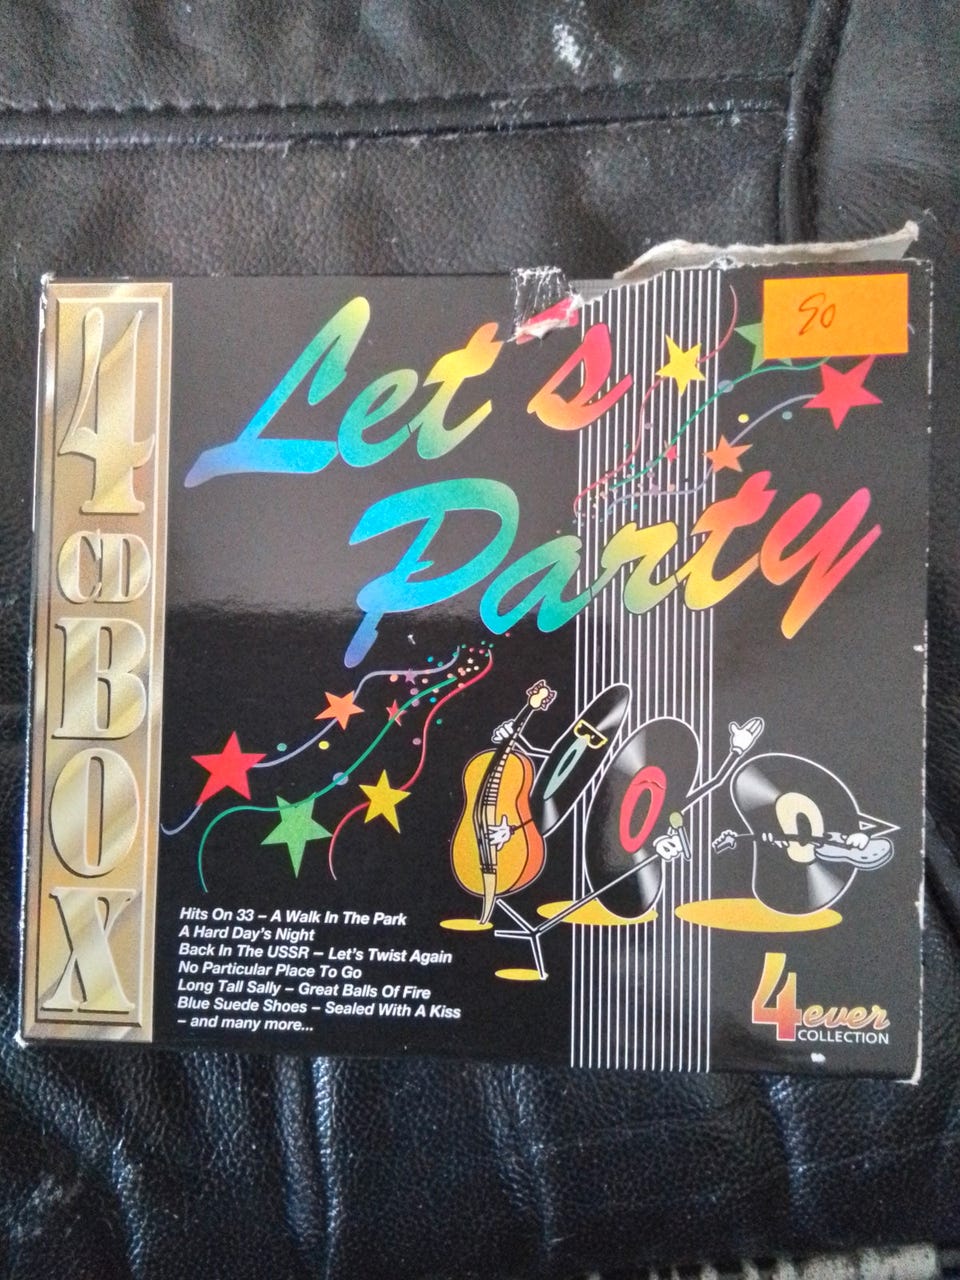 4
CD
BOX
Let's
Party
Hits On 33 – A Walk In The Park
A Hard Day's Night
Back In The USSR – Let's Twist Again
No Particular Place To Go
Long Tall Sally – Great Balls Of Fire
Blue Suede Shoes – Sealed With A Kiss
– and many more...
4ever
COLLECTION